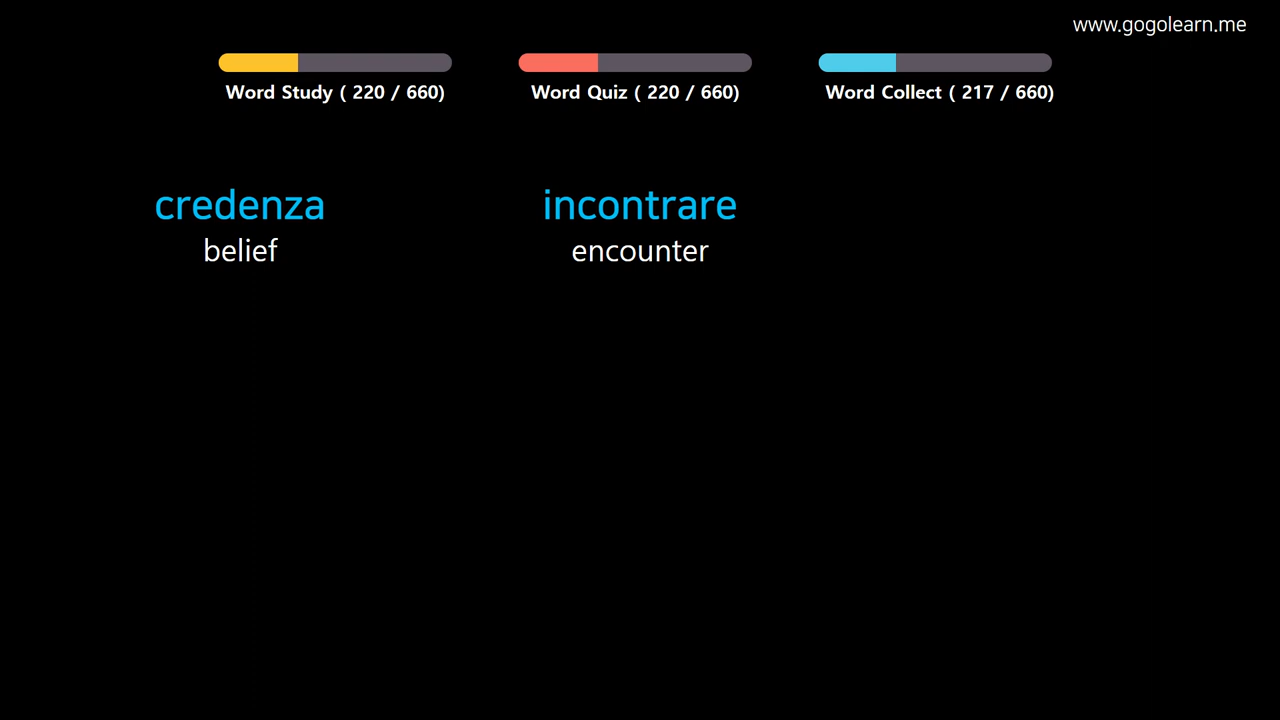 www.gogolearn.me
Word Study ( 220 / 660)
Word Quiz ( 220 / 660)
Word Collect ( 217 / 660)
credenza
belief
incontrare
encounter